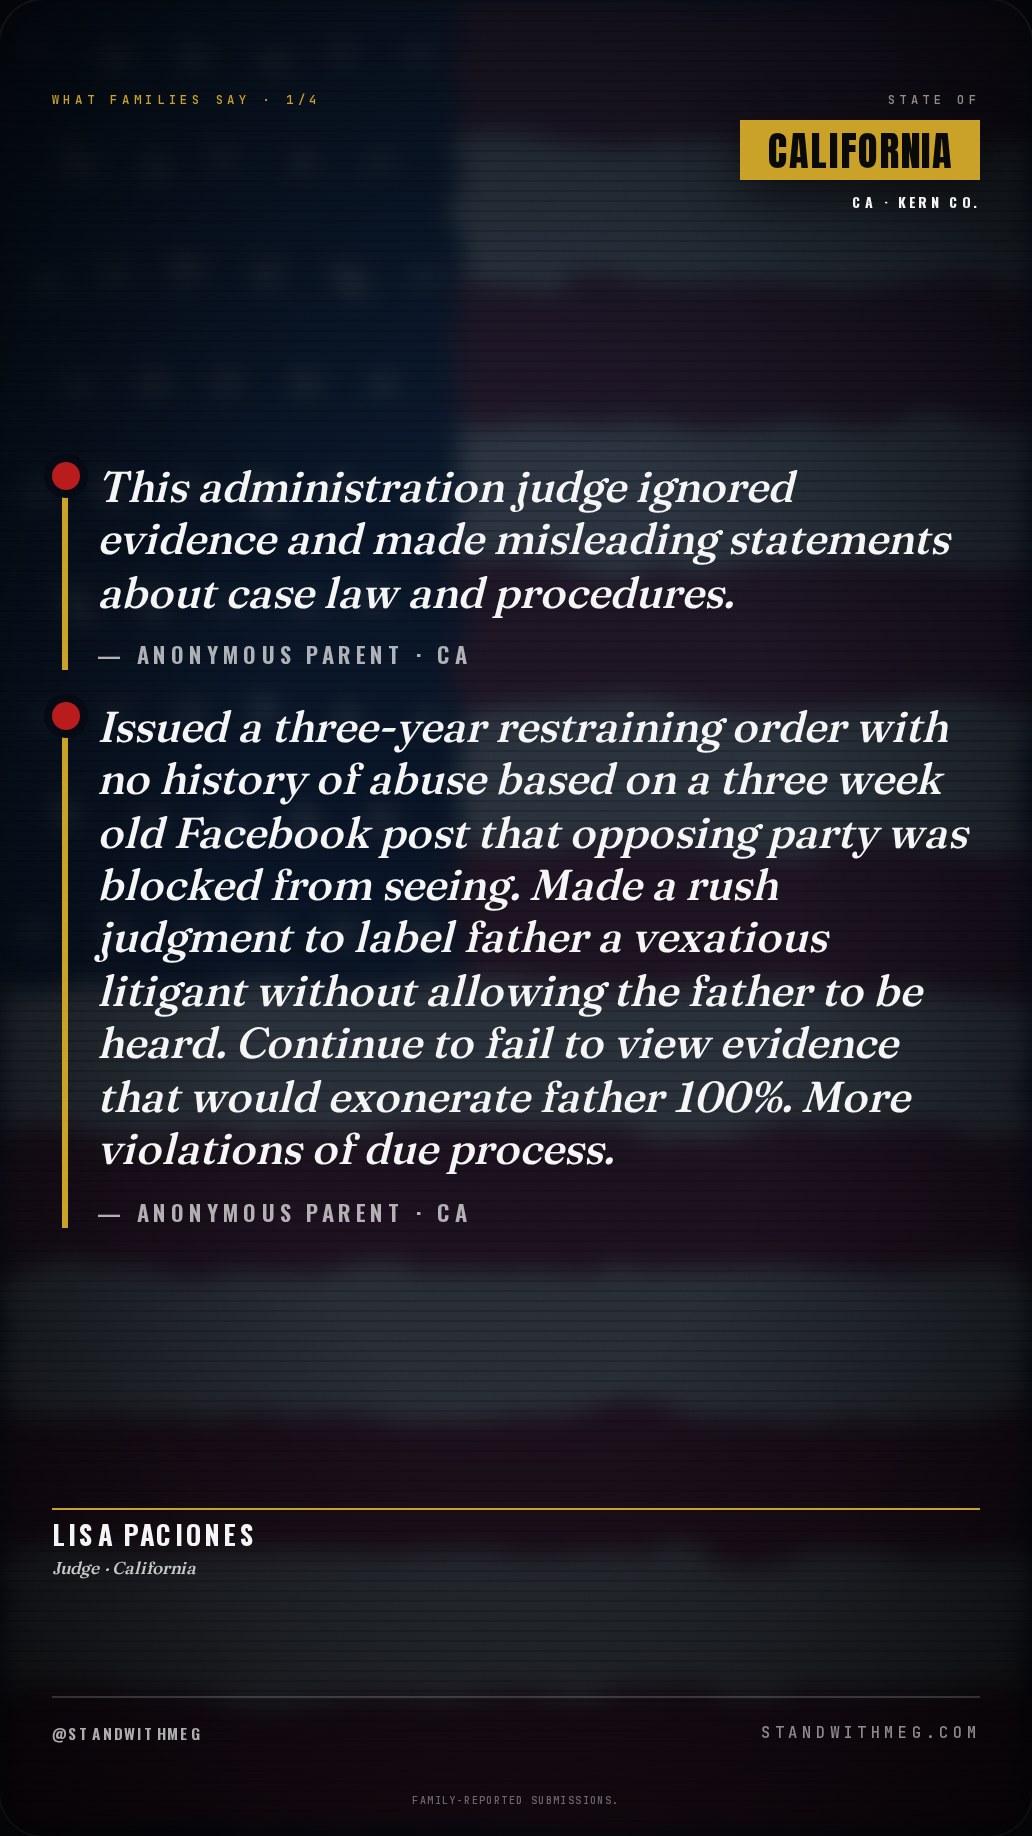 WHAT FAMILIES SAY · 1/4
STATE OF
CALIFORNIA
CA · KERN CO.
This administration judge ignored
evidence and made misleading statements
about case law and procedures.
— ANONYMOUS PARENT · CA
Issued a three-year restraining order with
no history of abuse based on a three week
old Facebook post that opposing party was
blocked from seeing. Made a rush
judgment to label father a vexatious
litigant without allowing the father to be
heard. Continue to fail to view evidence
that would exonerate father 100%. More
violations of due process.
— ANONYMOUS PARENT · CA
LISA PACIONES
Judge · California
@STANDWITHMEG
STANDWITHMEG.COM
FAMILY-REPORTED SUBMISSIONS.